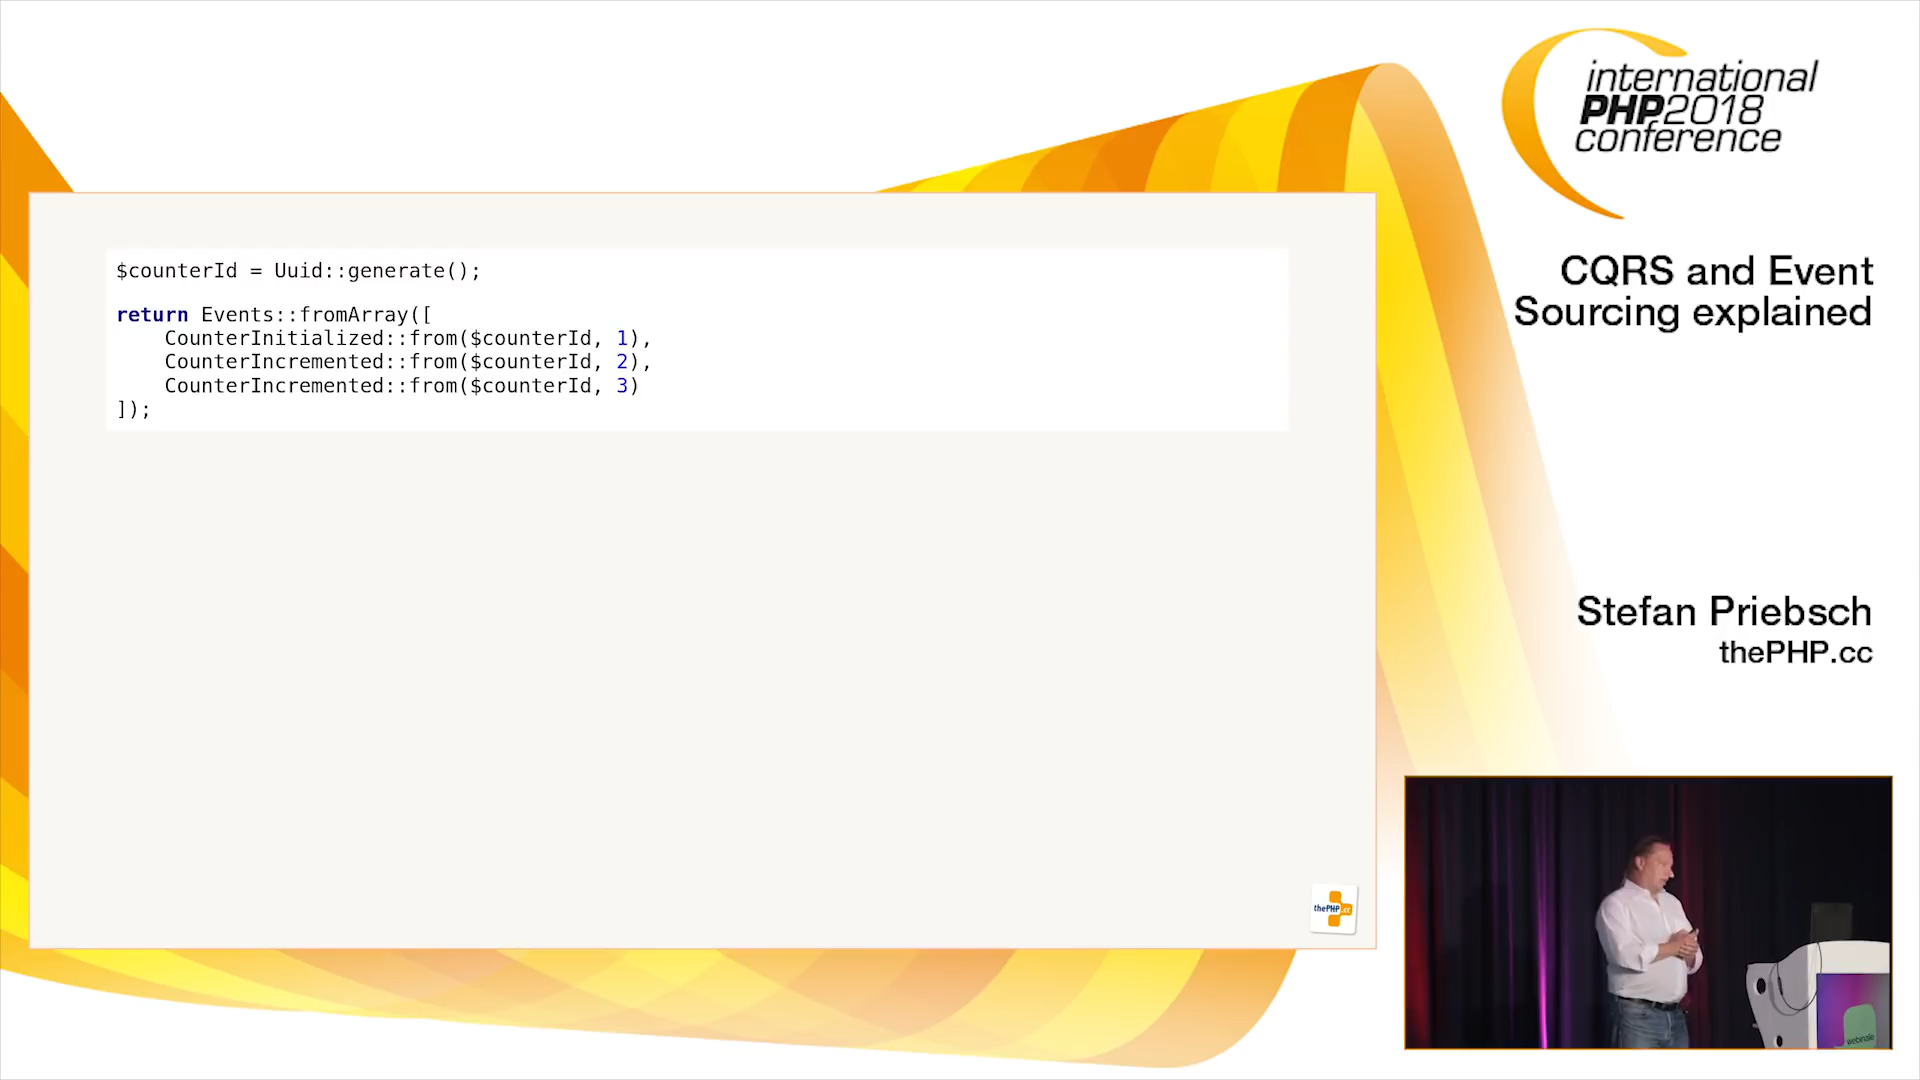 international
PHP2018
conference
CQRS and Event
Sourcing explained
$counterId = Uuid::generate();
return Events::fromArray([
    CounterInitialized::from($counterId, 1),
    CounterIncremented::from($counterId, 2),
    CounterIncremented::from($counterId, 3)
]);
Stefan Priebsch
thePHP.cc
thePHP.cc
webinale